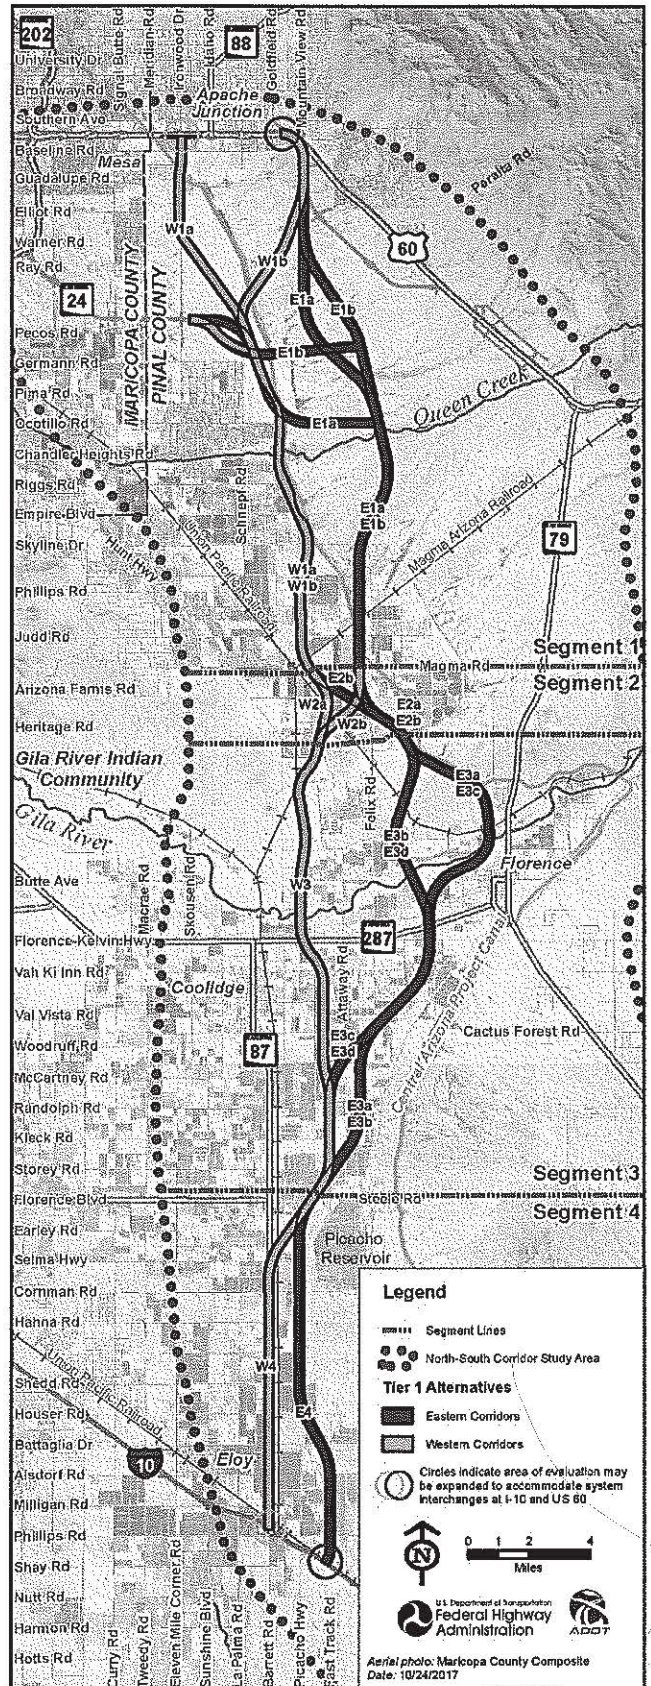 202
88
University Dr
Signal Butte Rd
Meridian Rd
Ironwood Dr
Idaho Rd
Goldfield Rd
Mountain View Rd
Broadway Rd
Apache
Junction
Southern Ave
Baseline Rd
Mesa
Guadalupe Rd
Peralta Rd
Elliot Rd
W1a
Warner Rd
W1b
60
Ray Rd
24
MARICOPA COUNTY
PINAL COUNTY
E1a
E1b
Pecos Rd
E1b
Germann Rd
Pima Rd
Queen Creek
Ocotillo Rd
E1a
Chandler Heights Rd
Riggs Rd
Schnepf Rd
Empire Blvd
E1a
E1b
Magma Arizona Railroad
Skyline Dr
Hunt Hwy
Union Pacific Railroad
79
W1a
W1b
Phillips Rd
Judd Rd
Segment 1
Magma Rd
Segment 2
Arizona Farms Rd
E2b
W2a
E2a
E2b
W2b
Heritage Rd
Gila River Indian
Community
E3a
E3c
Felix Rd
Gila River
E3b
E3d
Florence
Butte Ave
Macrae Rd
Skousen Rd
W3
Florence-Kelvin Hwy
287
Vah Ki Inn Rd
Coolidge
Attaway Rd
Central Arizona Project Canal
Val Vista Rd
Cactus Forest Rd
Woodruff Rd
87
E3c
E3d
McCartney Rd
Randolph Rd
E3a
E3b
Kleck Rd
Storey Rd
Segment 3
Florence Blvd
Steele Rd
Segment 4
Earley Rd
Picacho
Reservoir
Selma Hwy
Cornman Rd
Hanna Rd
Union Pacific Railroad
W4
Shedd Rd
Houser Rd
E4
Battaglia Dr
10
Eloy
Alsdorf Rd
Milligan Rd
Phillips Rd
Shay Rd
Nutt Rd
Harmon Rd
Hotts Rd
Curry Rd
Tweedy Rd
Eleven Mile Corner Rd
Sunshine Blvd
La Palma Rd
Barrett Rd
Picacho Hwy
Fast Track Rd
Legend
Segment Lines
North-South Corridor Study Area
Tier 1 Alternatives
Eastern Corridors
Western Corridors
Circles indicate area of evaluation may
be expanded to accommodate system
interchanges at I-10 and US 60
N
0 1 2 4
Miles
U.S. Department of Transportation
Federal Highway
Administration
ADOT
Aerial photo: Maricopa County Composite
Date: 10/24/2017